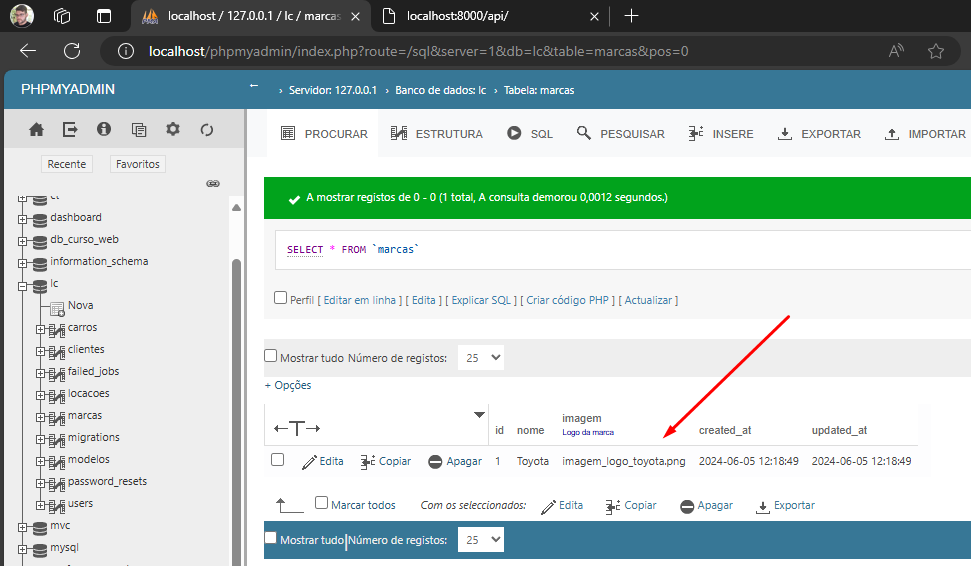 localhost / 127.0.0.1 / lc / marcas
localhost:8000/api/
localhost/phpmyadmin/index.php?route=/sql&server=1&db=lc&table=marcas&pos=0
PHPMYADMIN
Servidor: 127.0.0.1 › Banco de dados: lc › Tabela: marcas
PROCURAR ESTRUTURA SQL PESQUISAR INSERE EXPORTAR IMPORTAR
Recente Favoritos
ct
dashboard
db_curso_web
information_schema
lc
Nova
carros
clientes
failed_jobs
locacoes
marcas
migrations
modelos
password_resets
users
mvc
mysql
A mostrar registos de 0 - 0 (1 total, A consulta demorou 0,0012 segundos.)
SELECT * FROM `marcas`
Perfil [ Editar em linha ] [ Edita ] [ Explicar SQL ] [ Criar código PHP ] [ Actualizar ]
Mostrar tudo Número de registos: 25
+ Opções
id nome imagem created_at updated_at
Logo da marca
Edita Copiar Apagar 1 Toyota imagem_logo_toyota.png 2024-06-05 12:18:49 2024-06-05 12:18:49
Marcar todos Com os seleccionados: Edita Copiar Apagar Exportar
Mostrar tudo Número de registos: 25